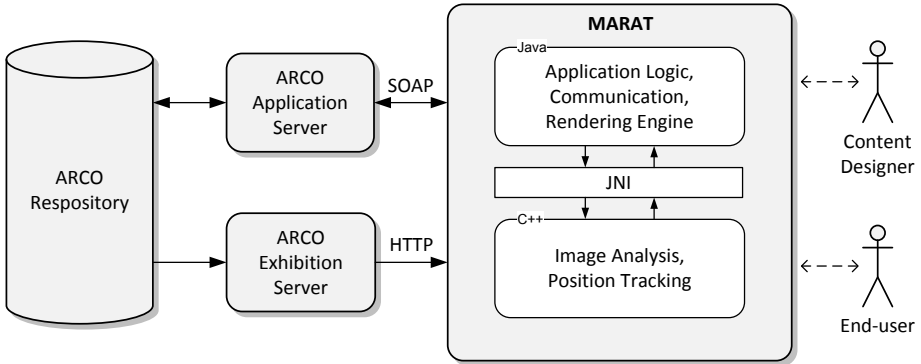 ARCO
Respository
ARCO
Application
Server
SOAP
ARCO
Exhibition
Server
HTTP
MARAT
Java
Application Logic,
Communication,
Rendering Engine
JNI
C++
Image Analysis,
Position Tracking
Content
Designer
End-user